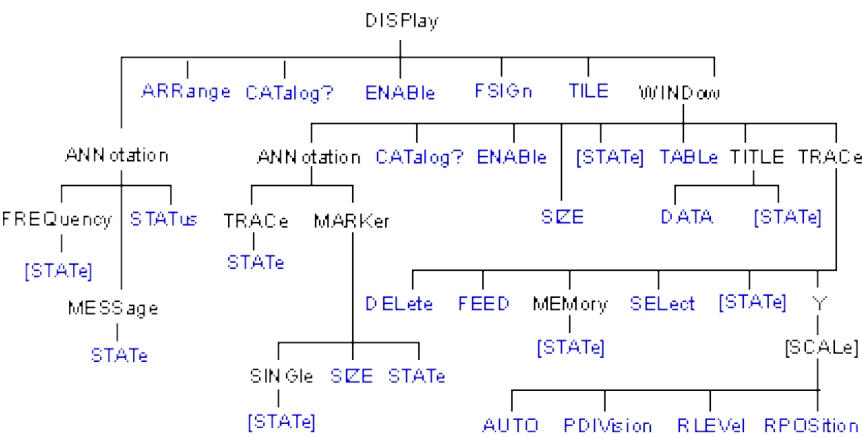 DISPlay
ARRange CATalog? ENABle FSIGn TILE WINDow
ANNotation
ANNotation CATalog? ENABle [STATe] TABLe TITLE TRACe
FREQuency STATus TRACe MARKer SIZE DATA [STATe]
[STATe] STATe
MESSage DELete FEED MEMory SELect [STATe] Y
STATe [STATe] [SCALe]
SINGle SIZE STATe
[STATe] AUTO PDIVision RLEVel RPOSition